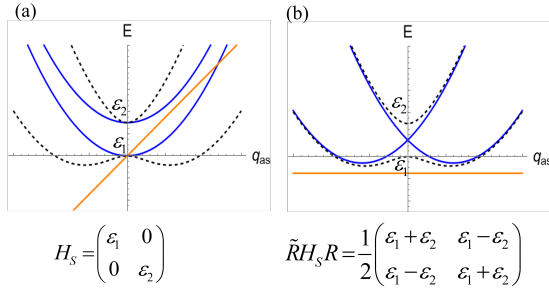 (a)
E
ε₂
ε₁
qₐₛ
H_S = (ε₁ 0
0 ε₂)
(b)
E
ε₂
ε₁
qₐₛ
R̃H_SR = 1/2 (ε₁+ε₂ ε₁−ε₂
ε₁−ε₂ ε₁+ε₂)